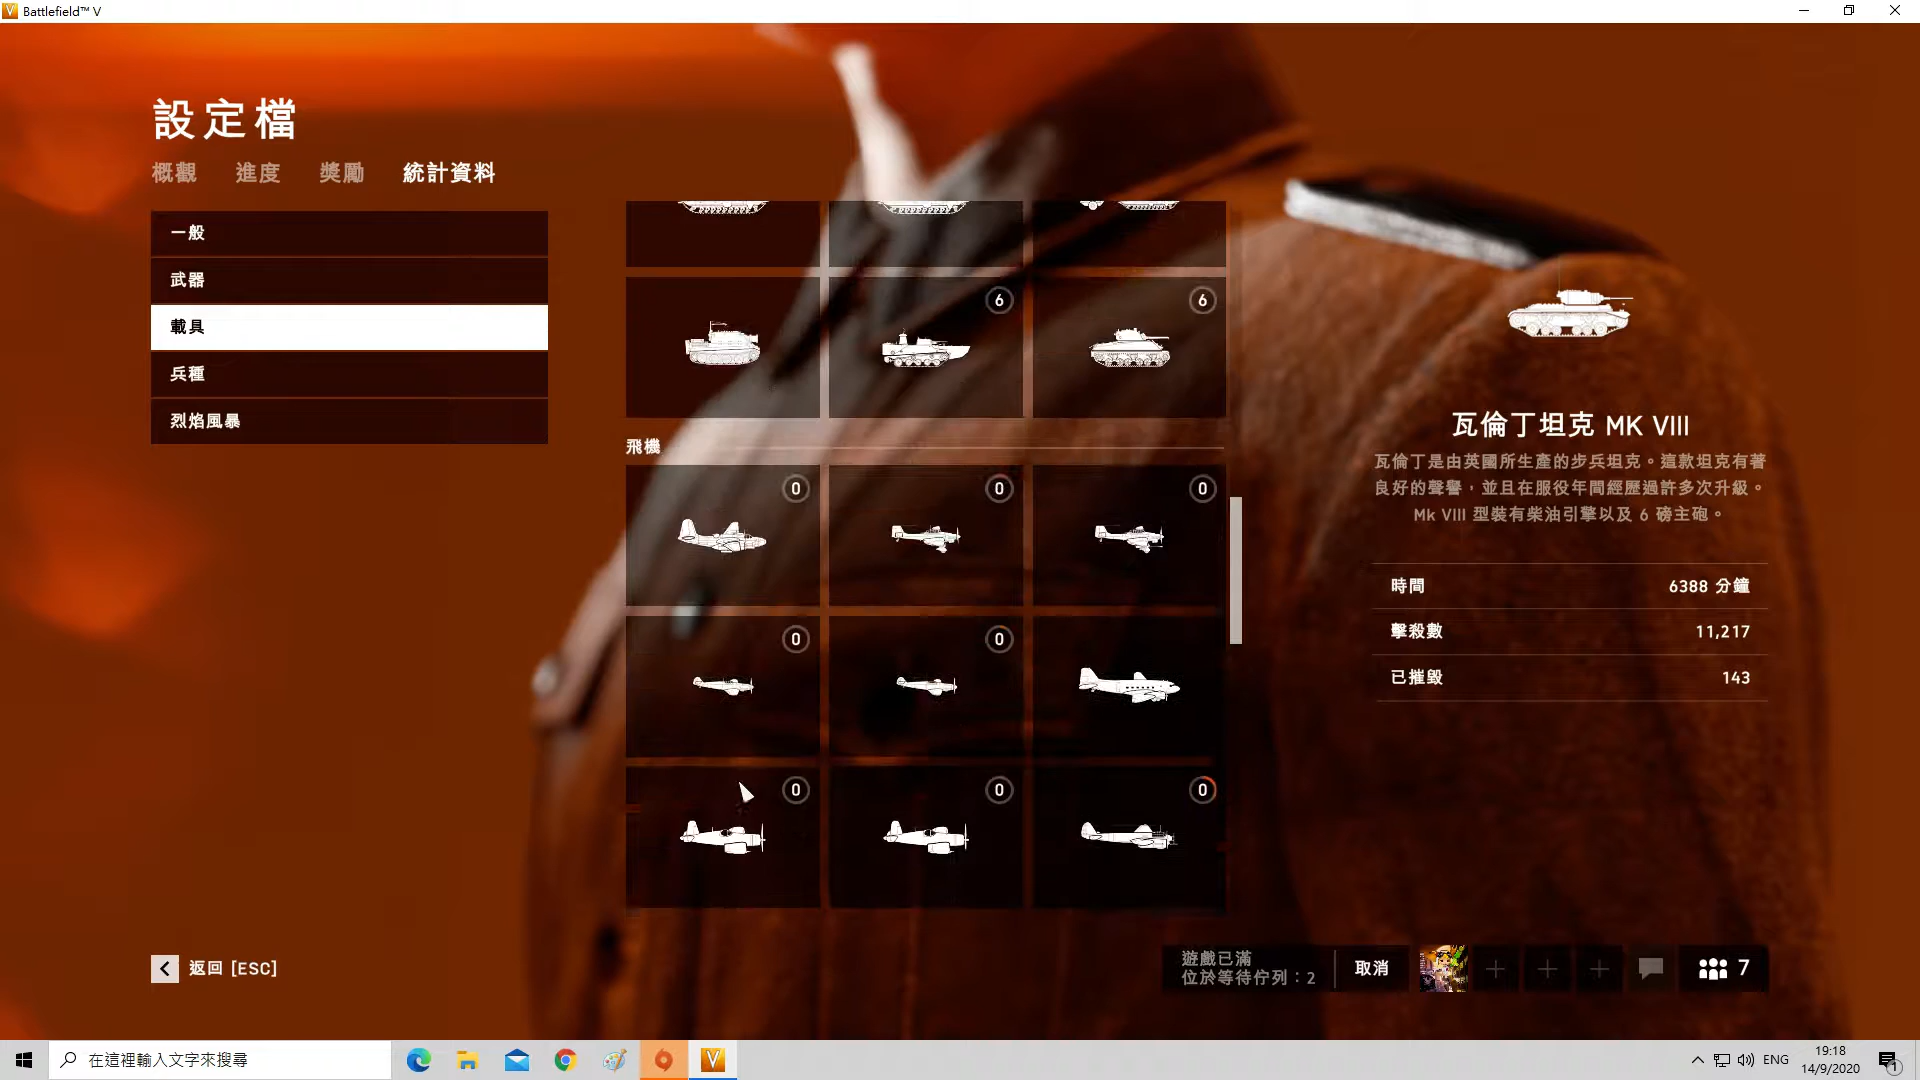 Battlefield™ V
設定檔
概觀 進度 獎勵 統計資料
一般
武器
載具
兵種
烈焰風暴
6 6
飛機
0 0 0
0 0
0 0 0
瓦倫丁坦克 MK VIII
瓦倫丁是由英國所生產的步兵坦克。這款坦克有著
良好的聲譽，並且在服役年間經歷過許多次升級。
Mk VIII 型裝有柴油引擎以及 6 磅主砲。
時間 6388 分鐘
擊殺數 11,217
已摧毀 143
返回 [ESC]
遊戲已滿
位於等待佇列：2
取消
7
在這裡輸入文字來搜尋
ENG
19:18
14/9/2020
1